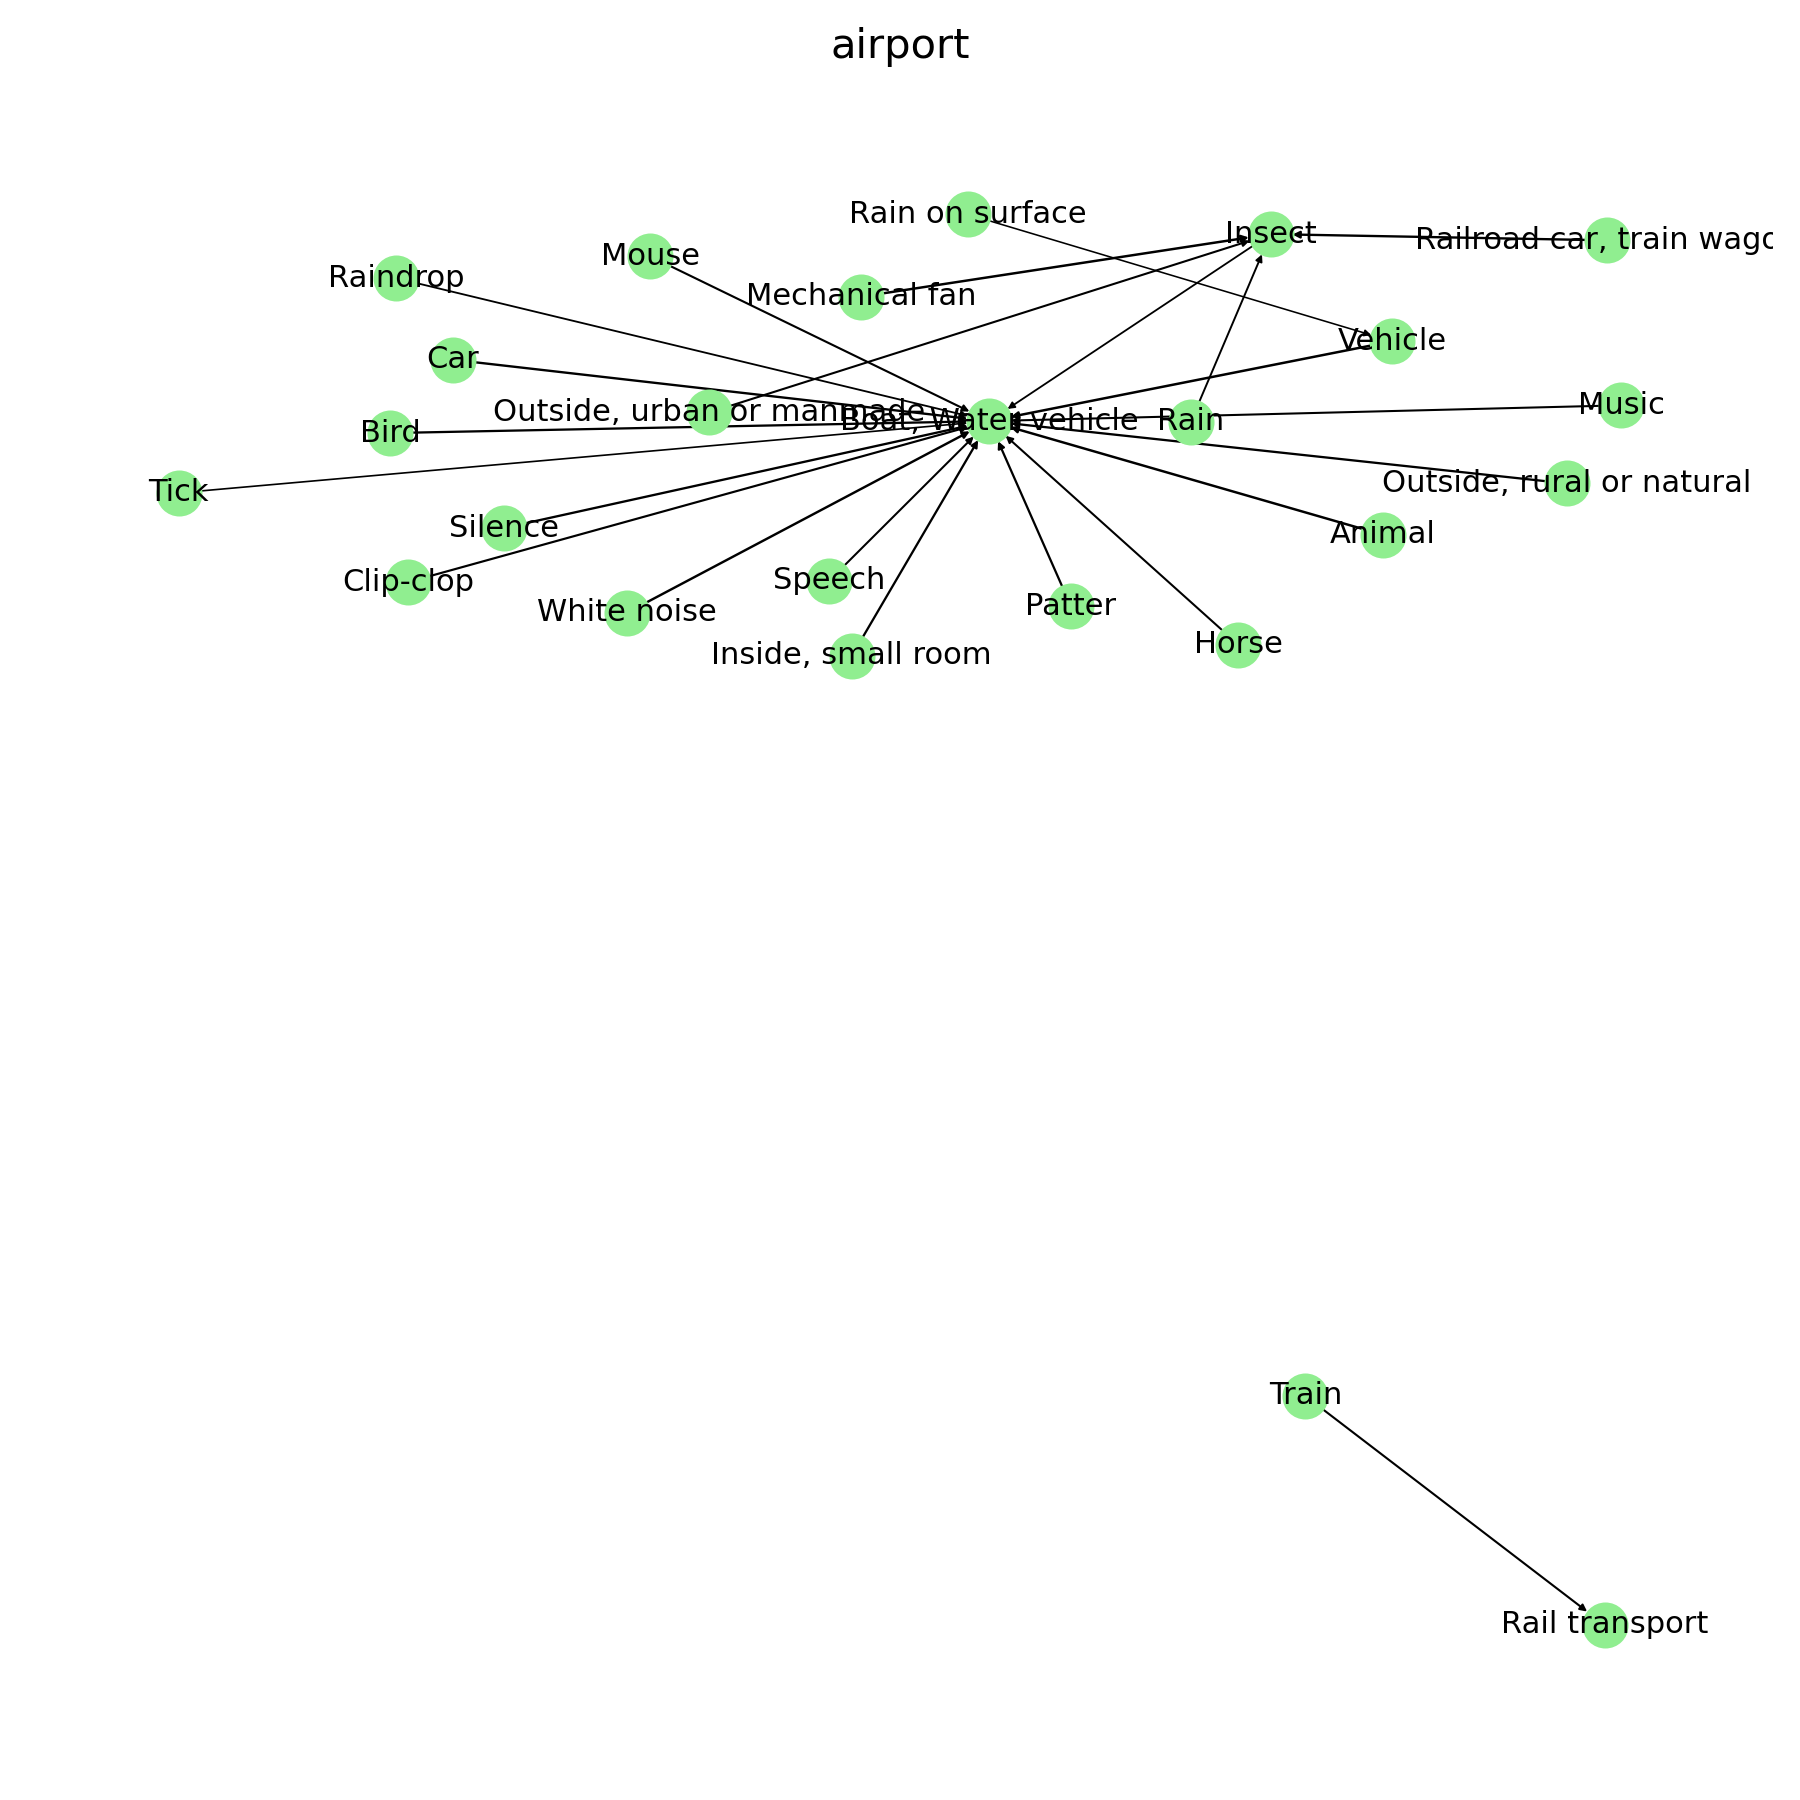 airport
Rain on surface
Insect
Railroad car, train wago
Mouse
Raindrop
Mechanical fan
Vehicle
Car
Outside, urban or manmade
Boat, Water vehicle
Rain
Music
Bird
Tick
Outside, rural or natural
Silence
Animal
Clip-clop
Speech
White noise
Patter
Inside, small room
Horse
Train
Rail transport